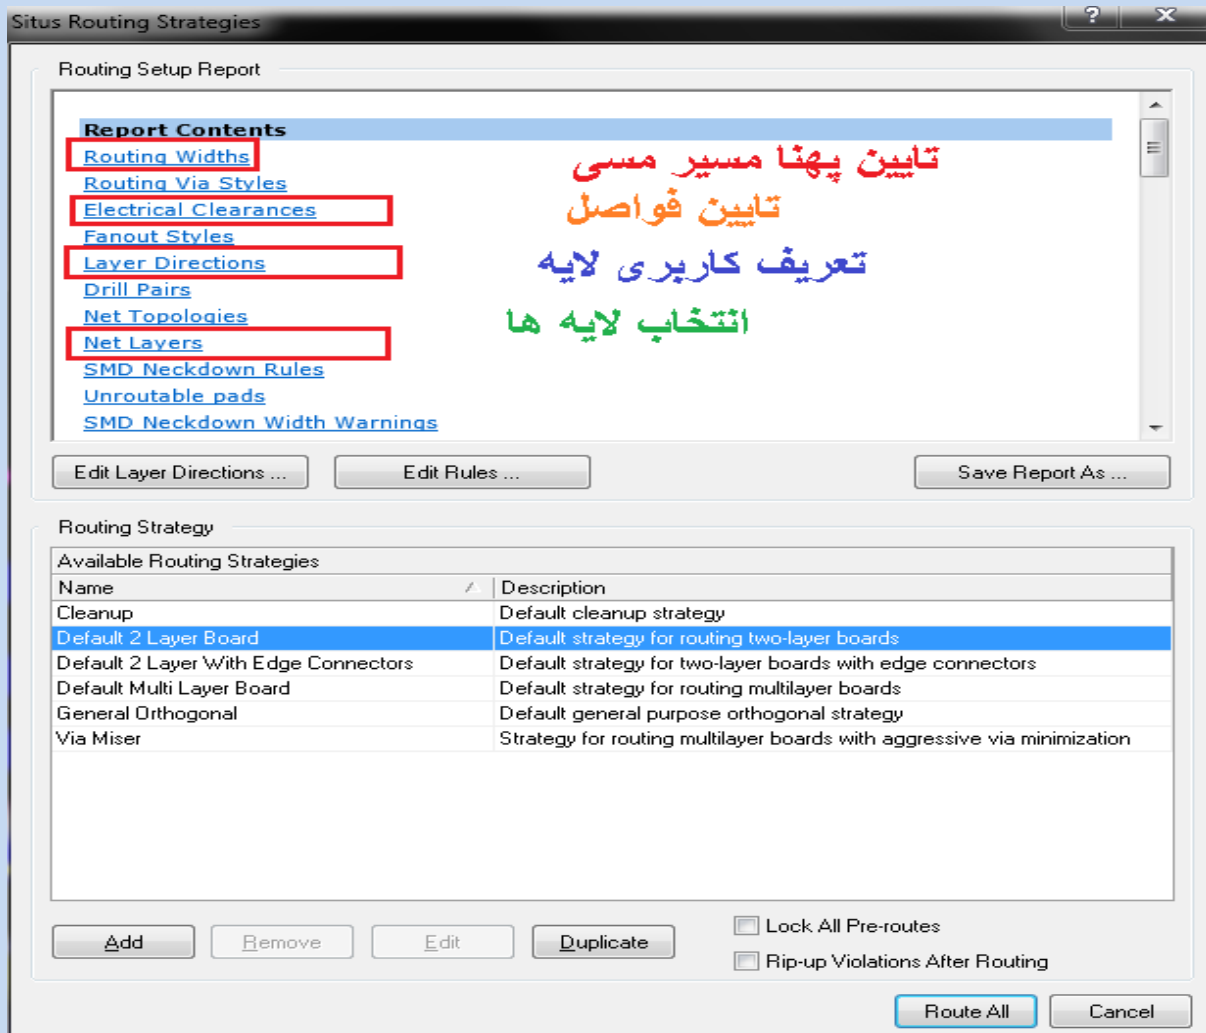 Situs Routing Strategies
Routing Setup Report
Report Contents
Routing Widths
تایین پهنا مسیر مسی
Routing Via Styles
Electrical Clearances
تایین فواصل
Fanout Styles
Layer Directions
تعریف کاربری لایه
Drill Pairs
Net Topologies
انتخاب لایه ها
Net Layers
SMD Neckdown Rules
Unroutable pads
SMD Neckdown Width Warnings
Edit Layer Directions ... Edit Rules ... Save Report As ...
Routing Strategy
Available Routing Strategies
Name Description
Cleanup Default cleanup strategy
Default 2 Layer Board Default strategy for routing two-layer boards
Default 2 Layer With Edge Connectors Default strategy for two-layer boards with edge connectors
Default Multi Layer Board Default strategy for routing multilayer boards
General Orthogonal Default general purpose orthogonal strategy
Via Miser Strategy for routing multilayer boards with aggressive via minimization
Lock All Pre-routes
Add Remove Edit Duplicate
Rip-up Violations After Routing
Route All Cancel